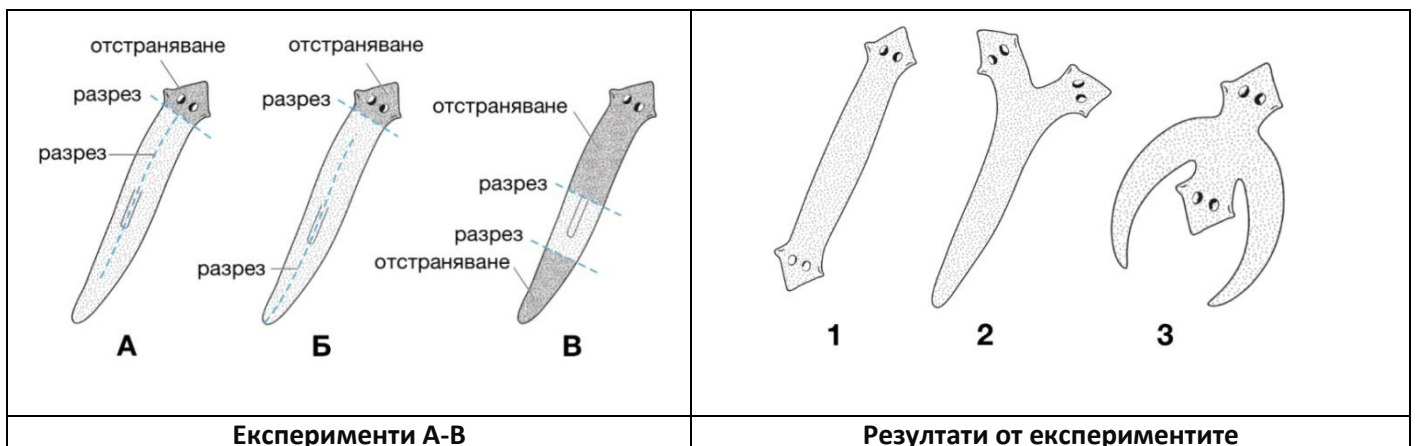 отстраняване
разрез
разрез
А
отстраняване
разрез
разрез
Б
отстраняване
разрез
разрез
отстраняване
В
1
2
3
Експерименти А-В
Резултати от експериментите